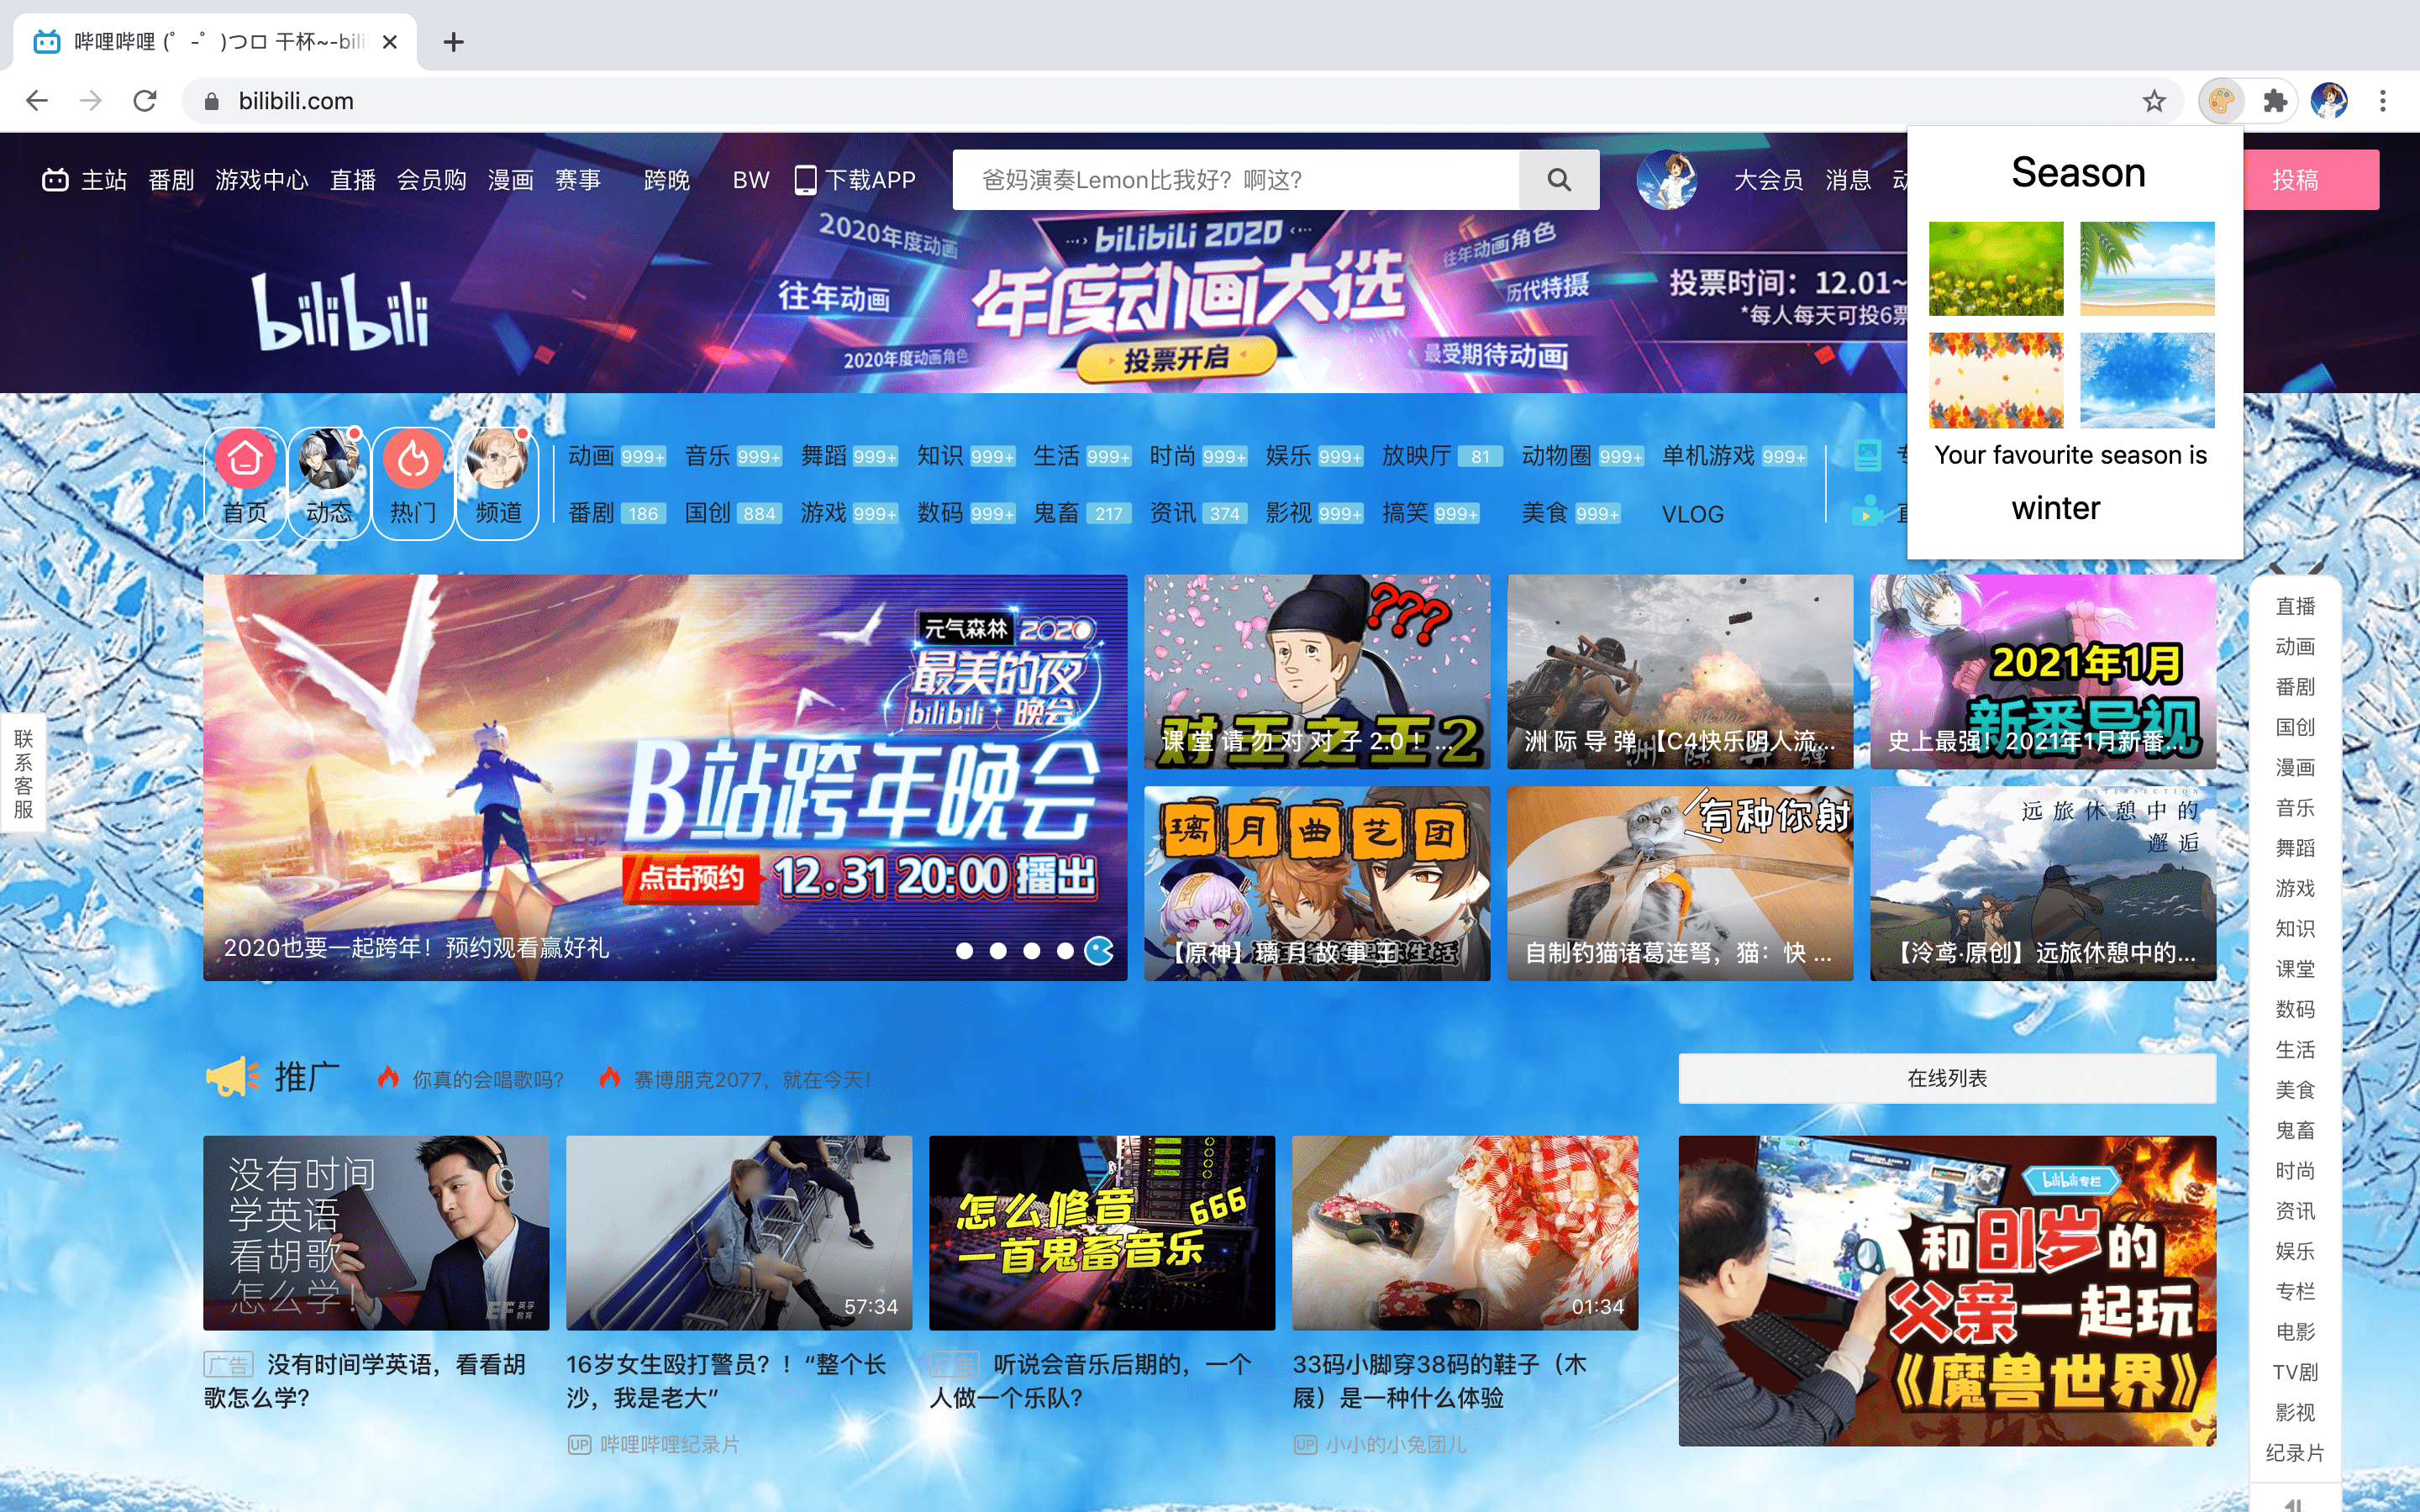 哔哩哔哩 (゜-゜)つロ 干杯~-bili
bilibili.com
主站 番剧 游戏中心 直播 会员购 漫画 赛事 跨晚 BW 下载APP
爸妈演奏Lemon比我好？啊这?
大会员 消息
投稿
2020年度动画
bilibili 2020
往年动画角色
往年动画
年度动画大选
历代特摄
投票时间：12.01~
*每人每天可投6票
2020年度动画角色
投票开启
最受期待动画
bilibili
Season
Your favourite season is
winter
首页 动态 热门 频道
动画 999+ 音乐 999+ 舞蹈 999+ 知识 999+ 生活 999+ 时尚 999+ 娱乐 999+ 放映厅 81 动物圈 999+ 单机游戏 999+
番剧 186 国创 884 游戏 999+ 数码 999+ 鬼畜 217 资讯 374 影视 999+ 搞笑 999+ 美食 999+ VLOG
联系客服
元气森林 2020
最美的夜
bilibili 晚会
B站跨年晚会
点击预约 12.31 20:00 播出
2020也要一起跨年！预约观看赢好礼
???
对王之王2
课 堂 请 勿 对 对 子 2.0！...
洲 际 导 弹
洲 际 导 弹 【C4快乐阴人流...
2021年1月
新番导视
史上最强！2021年1月新番...
璃月曲艺团
【原神】璃 月 故 事 王
有种你射
自制钓猫诸葛连弩，猫：快 ...
INTERSECTION
远旅休憩中的
邂逅
【泠鸢·原创】远旅休憩中的...
推广 你真的会唱歌吗? 赛博朋克2077，就在今天！
在线列表
没有时间
学英语
看胡歌
怎么学！
英孚
教育
57:34
怎么修音 666
一首鬼畜音乐
01:34
bilibili专栏
和81岁的
父亲一起玩
《魔兽世界》
广告 没有时间学英语，看看胡
歌怎么学?
16岁女生殴打警员？！“整个长
沙，我是老大”
UP 哔哩哔哩纪录片
广告 听说会音乐后期的，一个
人做一个乐队?
33码小脚穿38码的鞋子（木
屐）是一种什么体验
UP 小小的小兔团儿
直播
动画
番剧
国创
漫画
音乐
舞蹈
游戏
知识
课堂
数码
生活
美食
鬼畜
时尚
资讯
娱乐
专栏
电影
TV剧
影视
纪录片